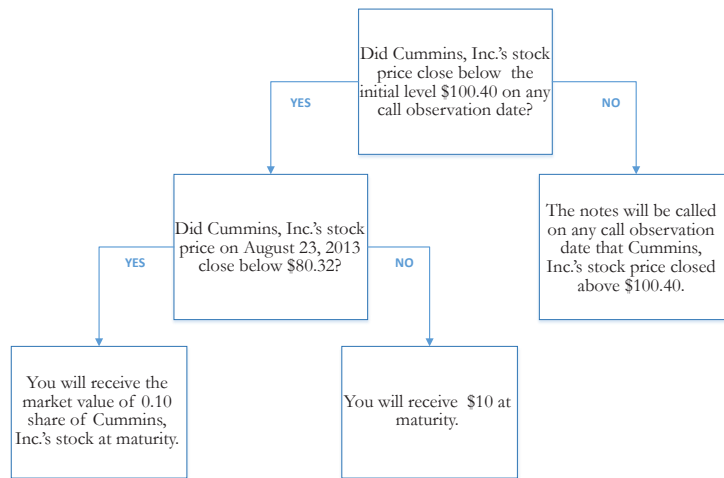 Did Cummins, Inc.'s stock
price close below the
initial level $100.40 on any
call observation date?
YES
NO
Did Cummins, Inc.'s stock
price on August 23, 2013
close below $80.32?
The notes will be called
on any call observation
date that Cummins,
Inc.'s stock price closed
above $100.40.
YES
NO
You will receive the
market value of 0.10
share of Cummins,
Inc.'s stock at maturity.
You will receive $10 at
maturity.